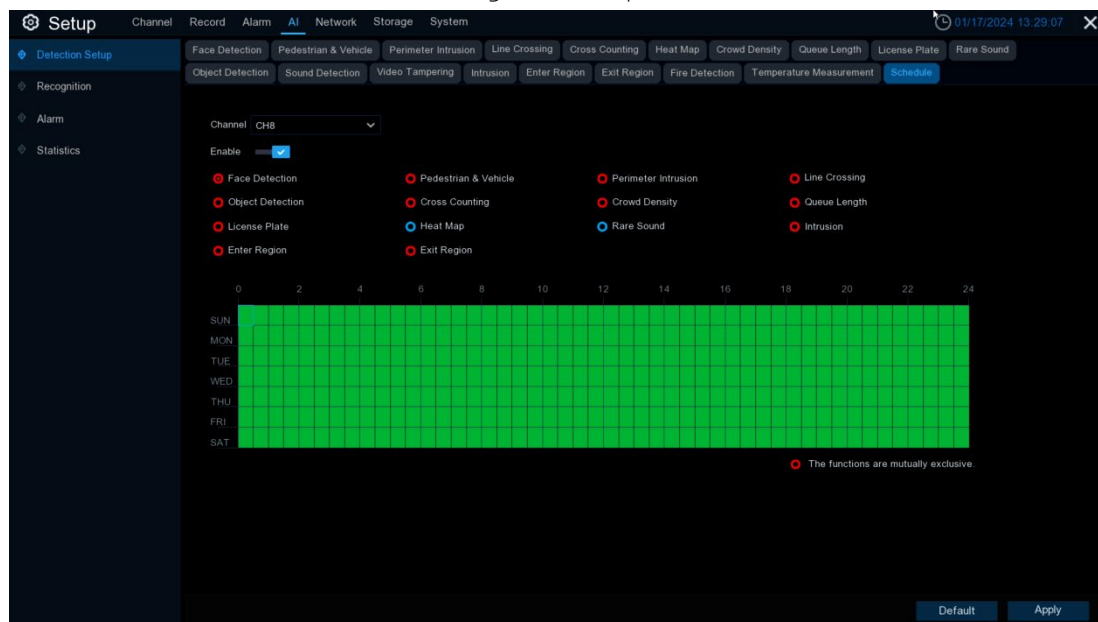 Setup Channel Record Alarm AI Network Storage System 01/17/2024 13:29:07
Detection Setup
Recognition
Alarm
Statistics
Face Detection Pedestrian & Vehicle Perimeter Intrusion Line Crossing Cross Counting Heat Map Crowd Density Queue Length License Plate Rare Sound
Object Detection Sound Detection Video Tampering Intrusion Enter Region Exit Region Fire Detection Temperature Measurement Schedule
Channel CH8
Enable
Face Detection Pedestrian & Vehicle Perimeter Intrusion Line Crossing
Object Detection Cross Counting Crowd Density Queue Length
License Plate Heat Map Rare Sound Intrusion
Enter Region Exit Region
0 2 4 6 8 10 12 14 16 18 20 22 24
SUN
MON
TUE
WED
THU
FRI
SAT
The functions are mutually exclusive.
Default Apply